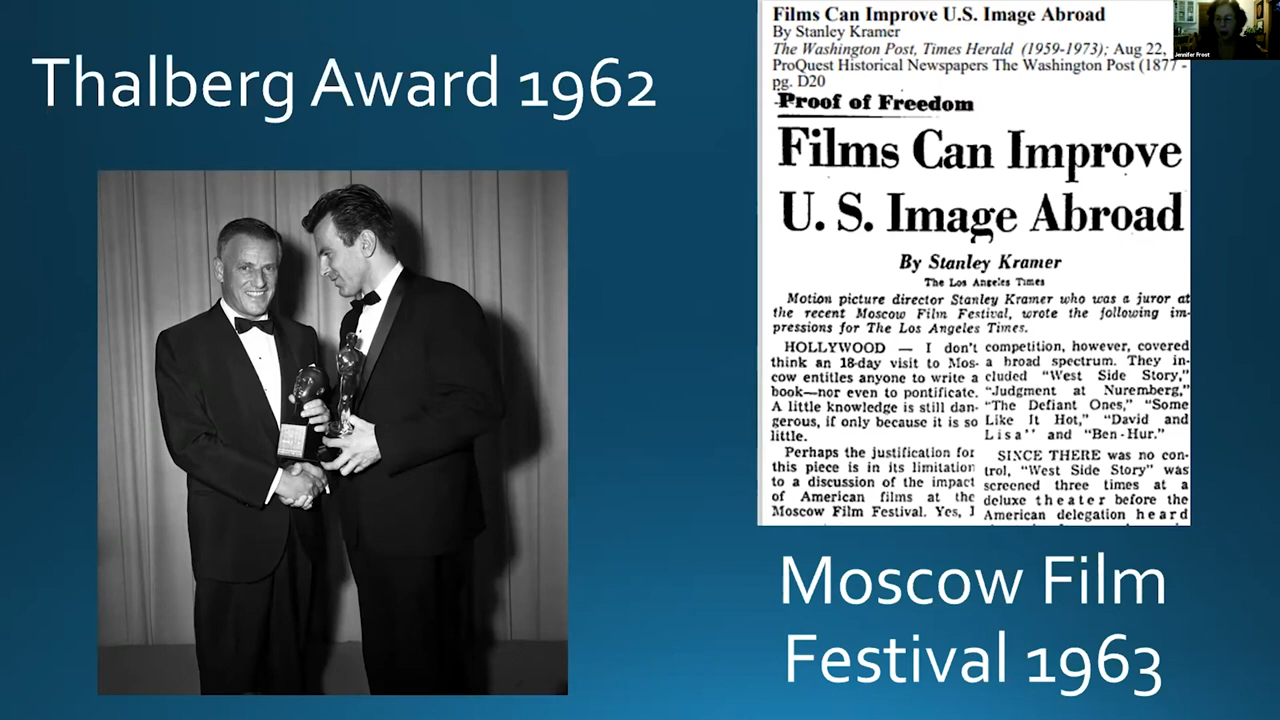 Thalberg Award 1962
Films Can Improve U.S. Image Abroad
By Stanley Kramer
The Washington Post, Times Herald (1959-1973); Aug 22,
ProQuest Historical Newspapers The Washington Post (1877 -
pg. D20
Proof of Freedom
Films Can Improve
U. S. Image Abroad
By Stanley Kramer
The Los Angeles Times
Motion picture director Stanley Kramer who was a juror at
the recent Moscow Film Festival, wrote the following im-
pressions for The Los Angeles Times.
HOLLYWOOD — I don't
think an 18-day visit to Mos-
cow entitles anyone to write a
book—nor even to pontificate.
A little knowledge is still dan-
gerous, if only because it is so
little.
Perhaps the justification for
this piece is in its limitation
to a discussion of the impact
of American films at the
Moscow Film Festival. Yes, I
competition, however, covered
a broad spectrum. They in-
cluded "West Side Story,"
"Judgment at Nuremberg,"
"The Defiant Ones," "Some
Like It Hot," "David and
Lisa" and "Ben-Hur."
SINCE THERE was no con-
trol, "West Side Story" was
screened three times at a
deluxe theater before the
American delegation heard
Moscow Film
Festival 1963
Jennifer Frost